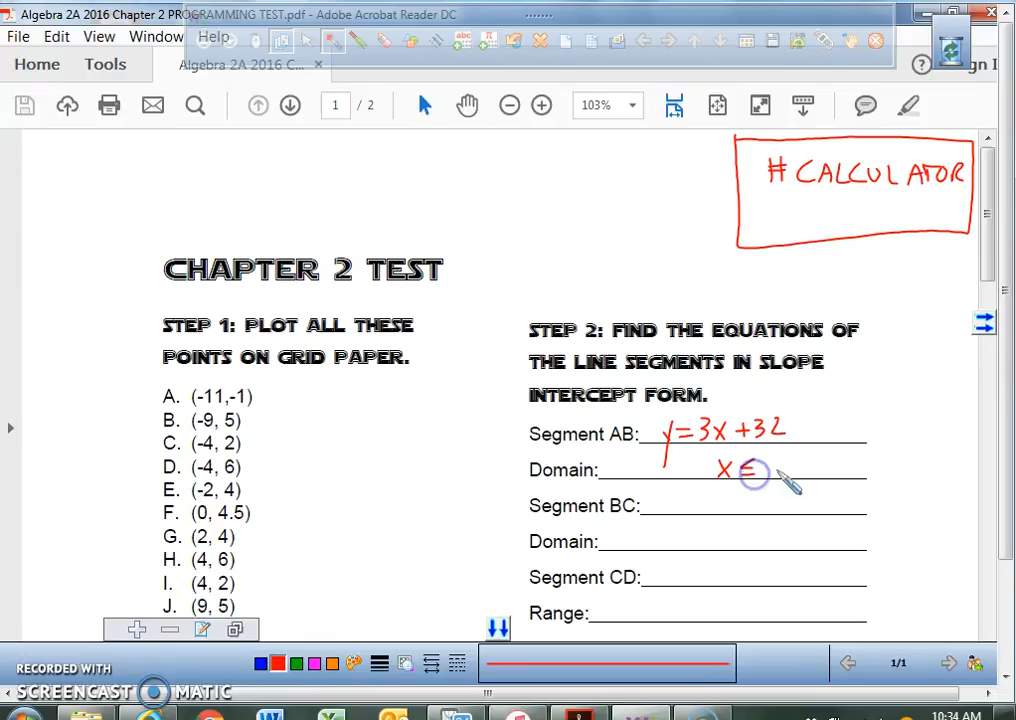 Algebra 2A 2016 Chapter 2 PROGRAMMING TEST.pdf - Adobe Acrobat Reader DC
File Edit View Window Help
Home Tools Algebra 2A 2016 C... ×
1 / 2 103%
#CALCULATOR
CHAPTER 2 TEST
STEP 1: PLOT ALL THESE
POINTS ON GRID PAPER.
A. (-11,-1)
B. (-9, 5)
C. (-4, 2)
D. (-4, 6)
E. (-2, 4)
F. (0, 4.5)
G. (2, 4)
H. (4, 6)
I. (4, 2)
J. (9, 5)
STEP 2: FIND THE EQUATIONS OF
THE LINE SEGMENTS IN SLOPE
INTERCEPT FORM.
Segment AB: y=3x+32
Domain: x=
Segment BC:
Domain:
Segment CD:
Range:
1/1
RECORDED WITH
SCREENCAST MATIC
10:34 AM